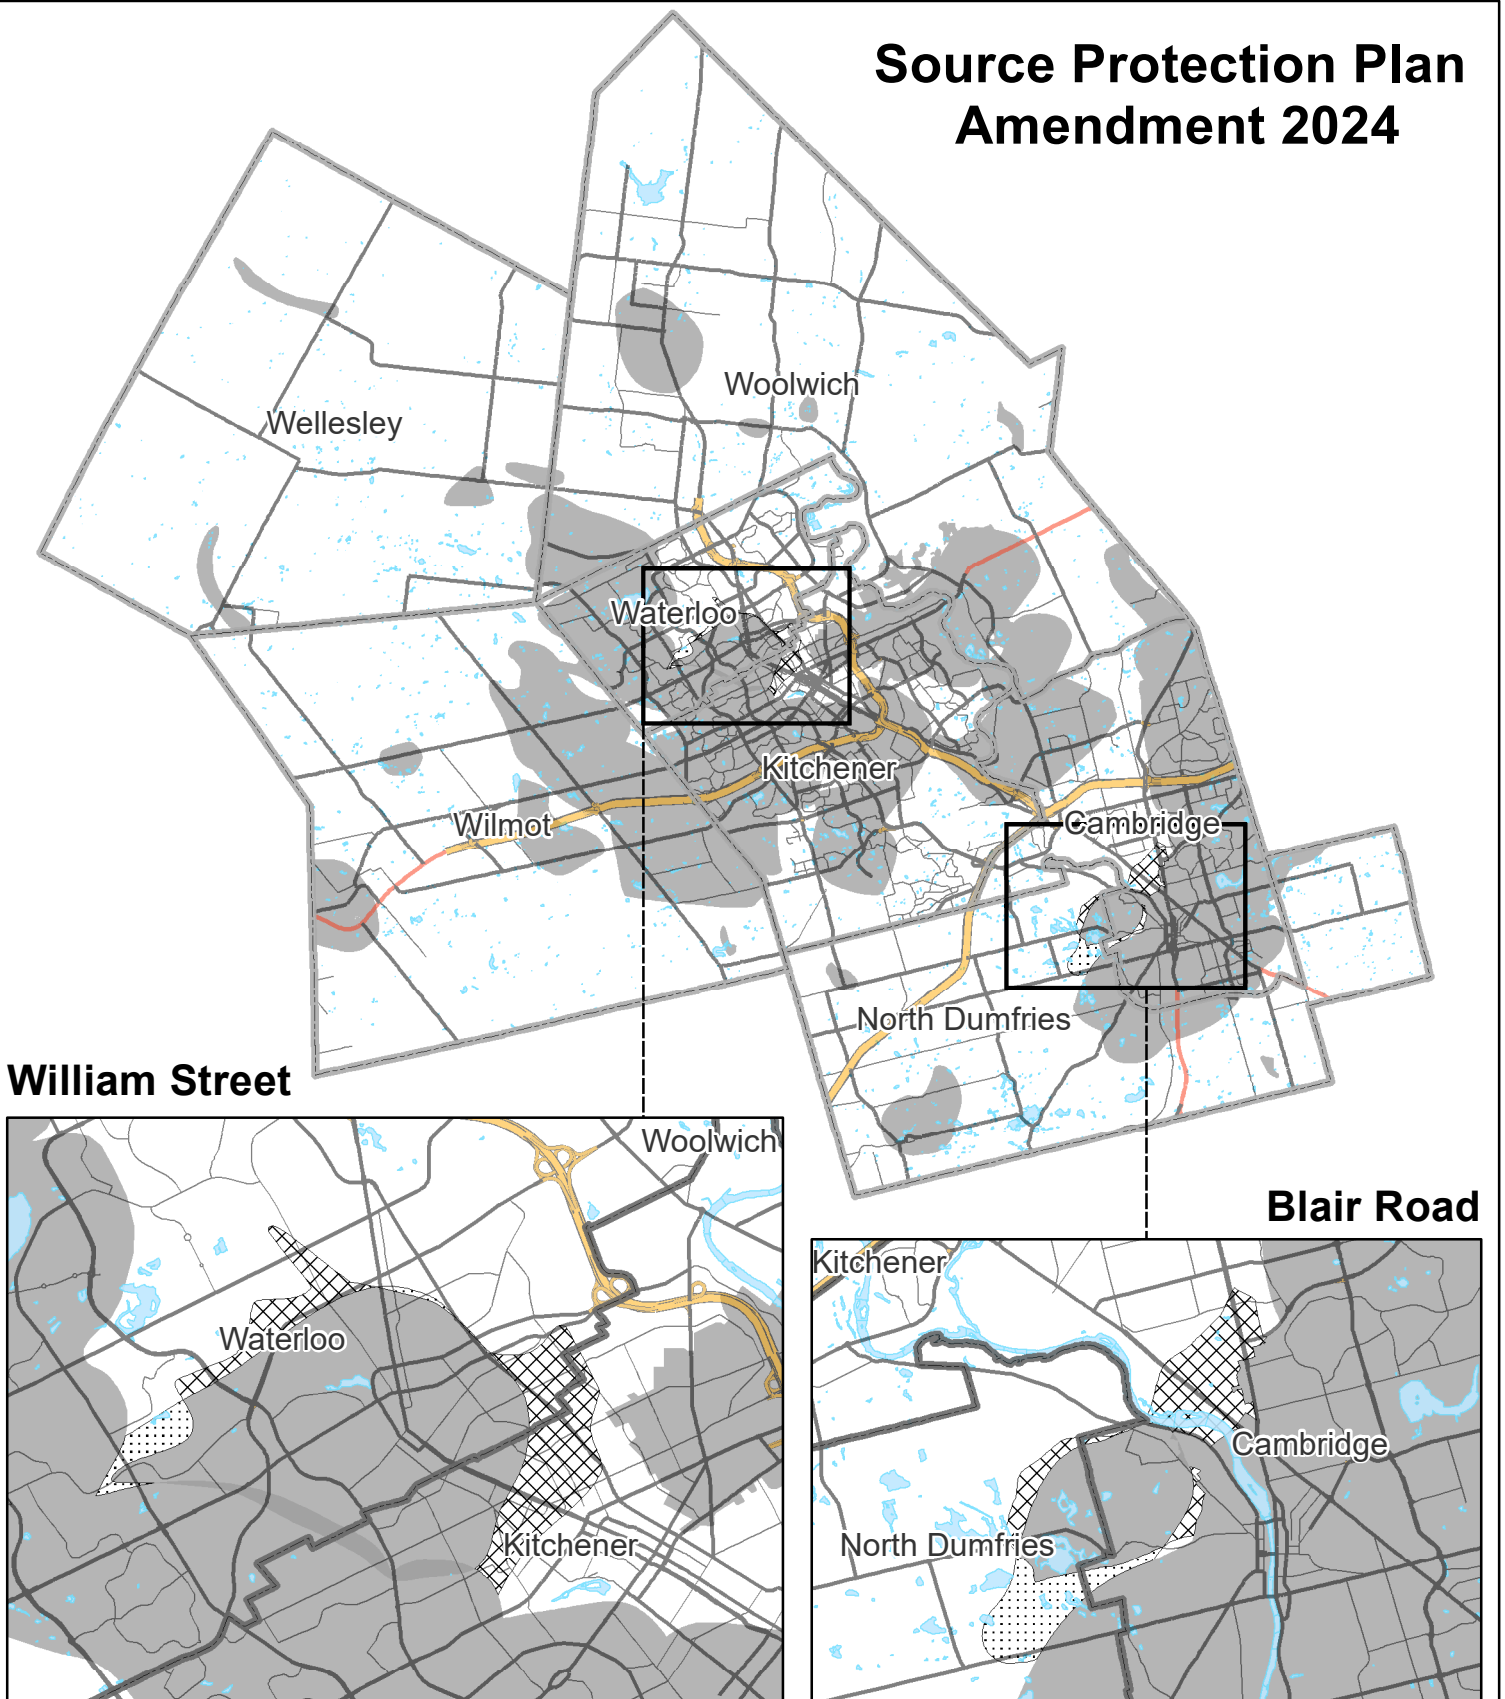 Source Protection Plan
Amendment 2024
Woolwich
Wellesley
Waterloo
Kitchener
Wilmot
Cambridge
North Dumfries
William Street
Woolwich
Waterloo
Kitchener
Blair Road
Kitchener
Cambridge
North Dumfries